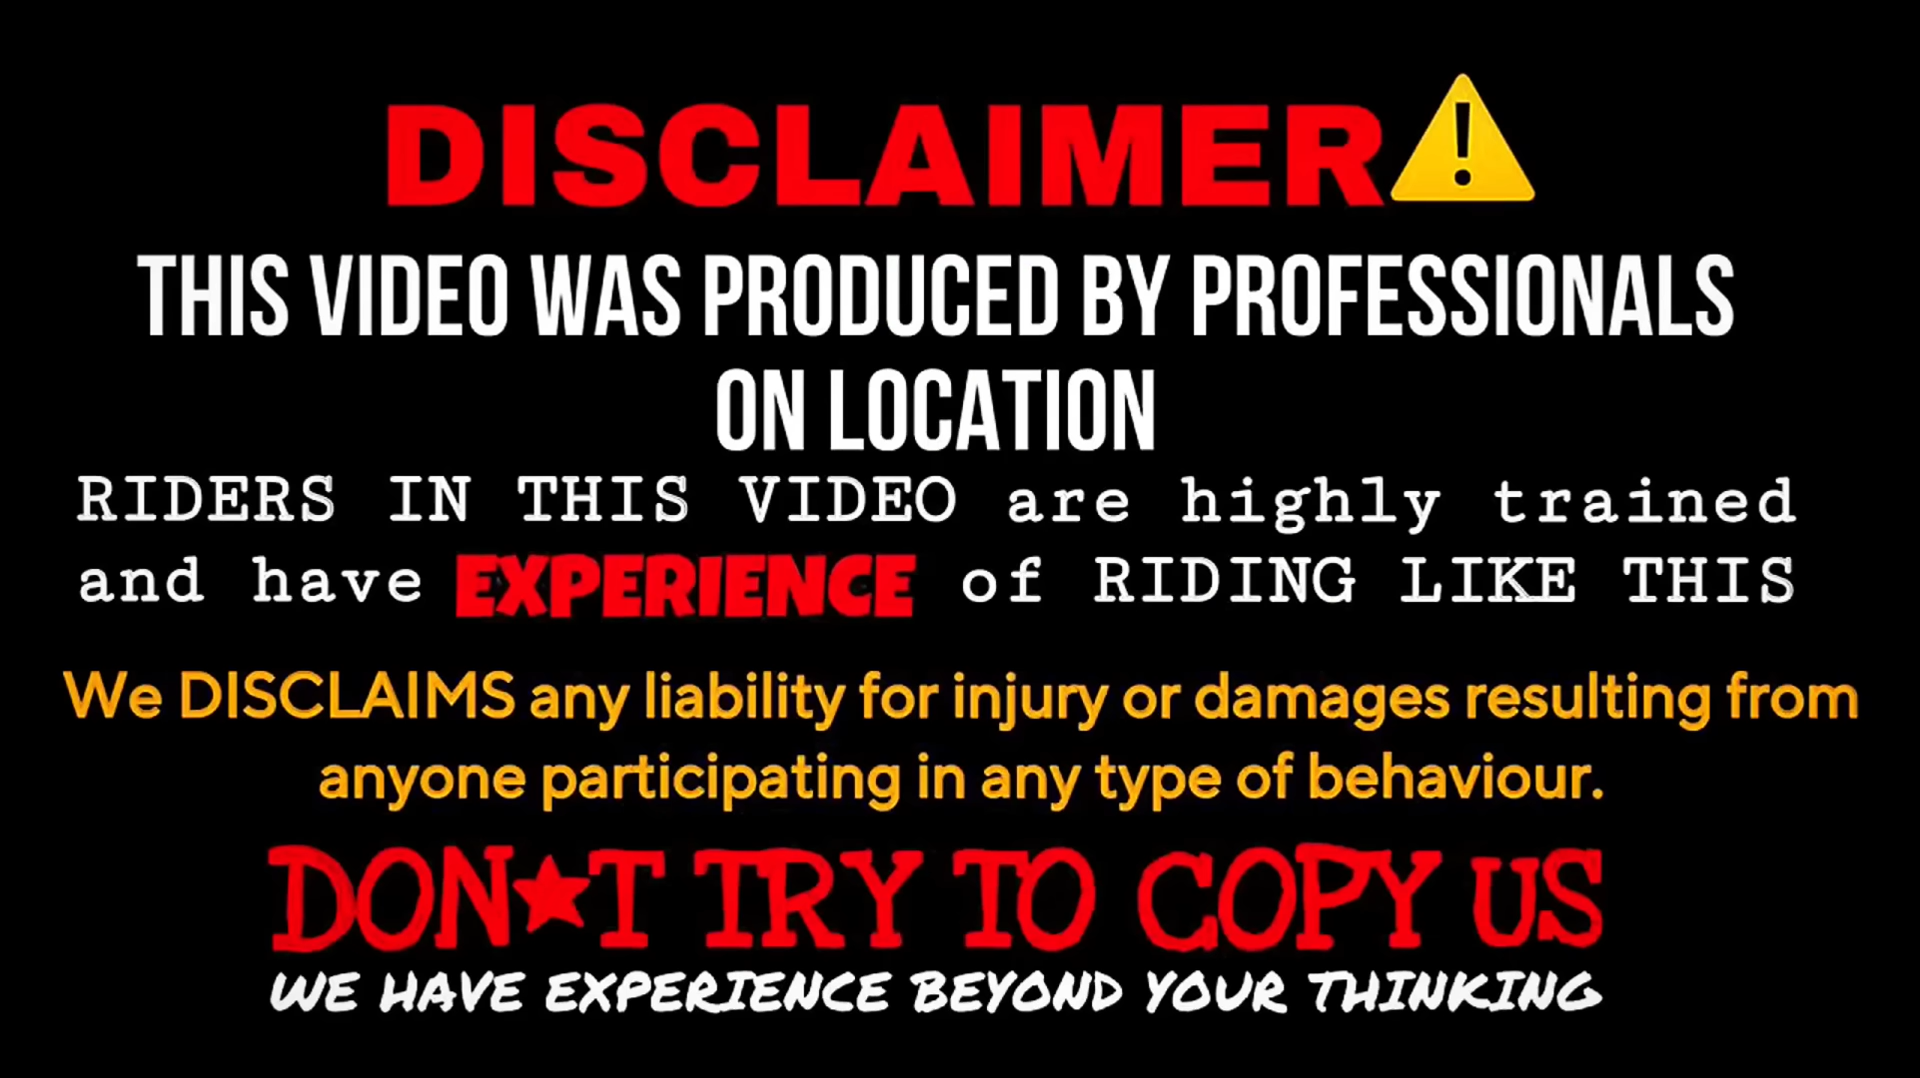 DISCLAIMER⚠️
THIS VIDEO WAS PRODUCED BY PROFESSIONALS
ON LOCATION
RIDERS IN THIS VIDEO are highly trained
and have EXPERIENCE of RIDING LIKE THIS
We DISCLAIMS any liability for injury or damages resulting from
anyone participating in any type of behaviour.
DON★T TRY TO COPY US
WE HAVE EXPERIENCE BEYOND YOUR THINKING